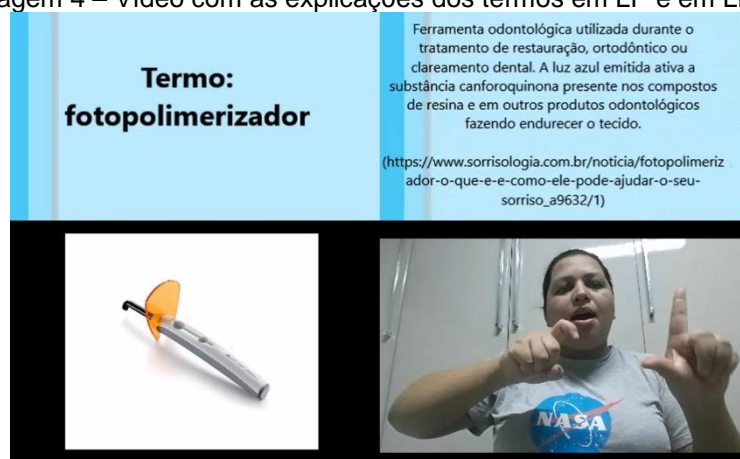 agem 4 – Vídeo com as explicações dos termos em LP e em
Termo:
fotopolimerizador
Ferramenta odontológica utilizada durante o
tratamento de restauração, ortodôntico ou
clareamento dental. A luz azul emitida ativa a
substância canforoquinona presente nos compostos
de resina e em outros produtos odontológicos
fazendo endurecer o tecido.
(https://www.sorrisologia.com.br/noticia/fotopolimeriz
ador-o-que-e-e-como-ele-pode-ajudar-o-seu-
sorriso_a9632/1)
NASA